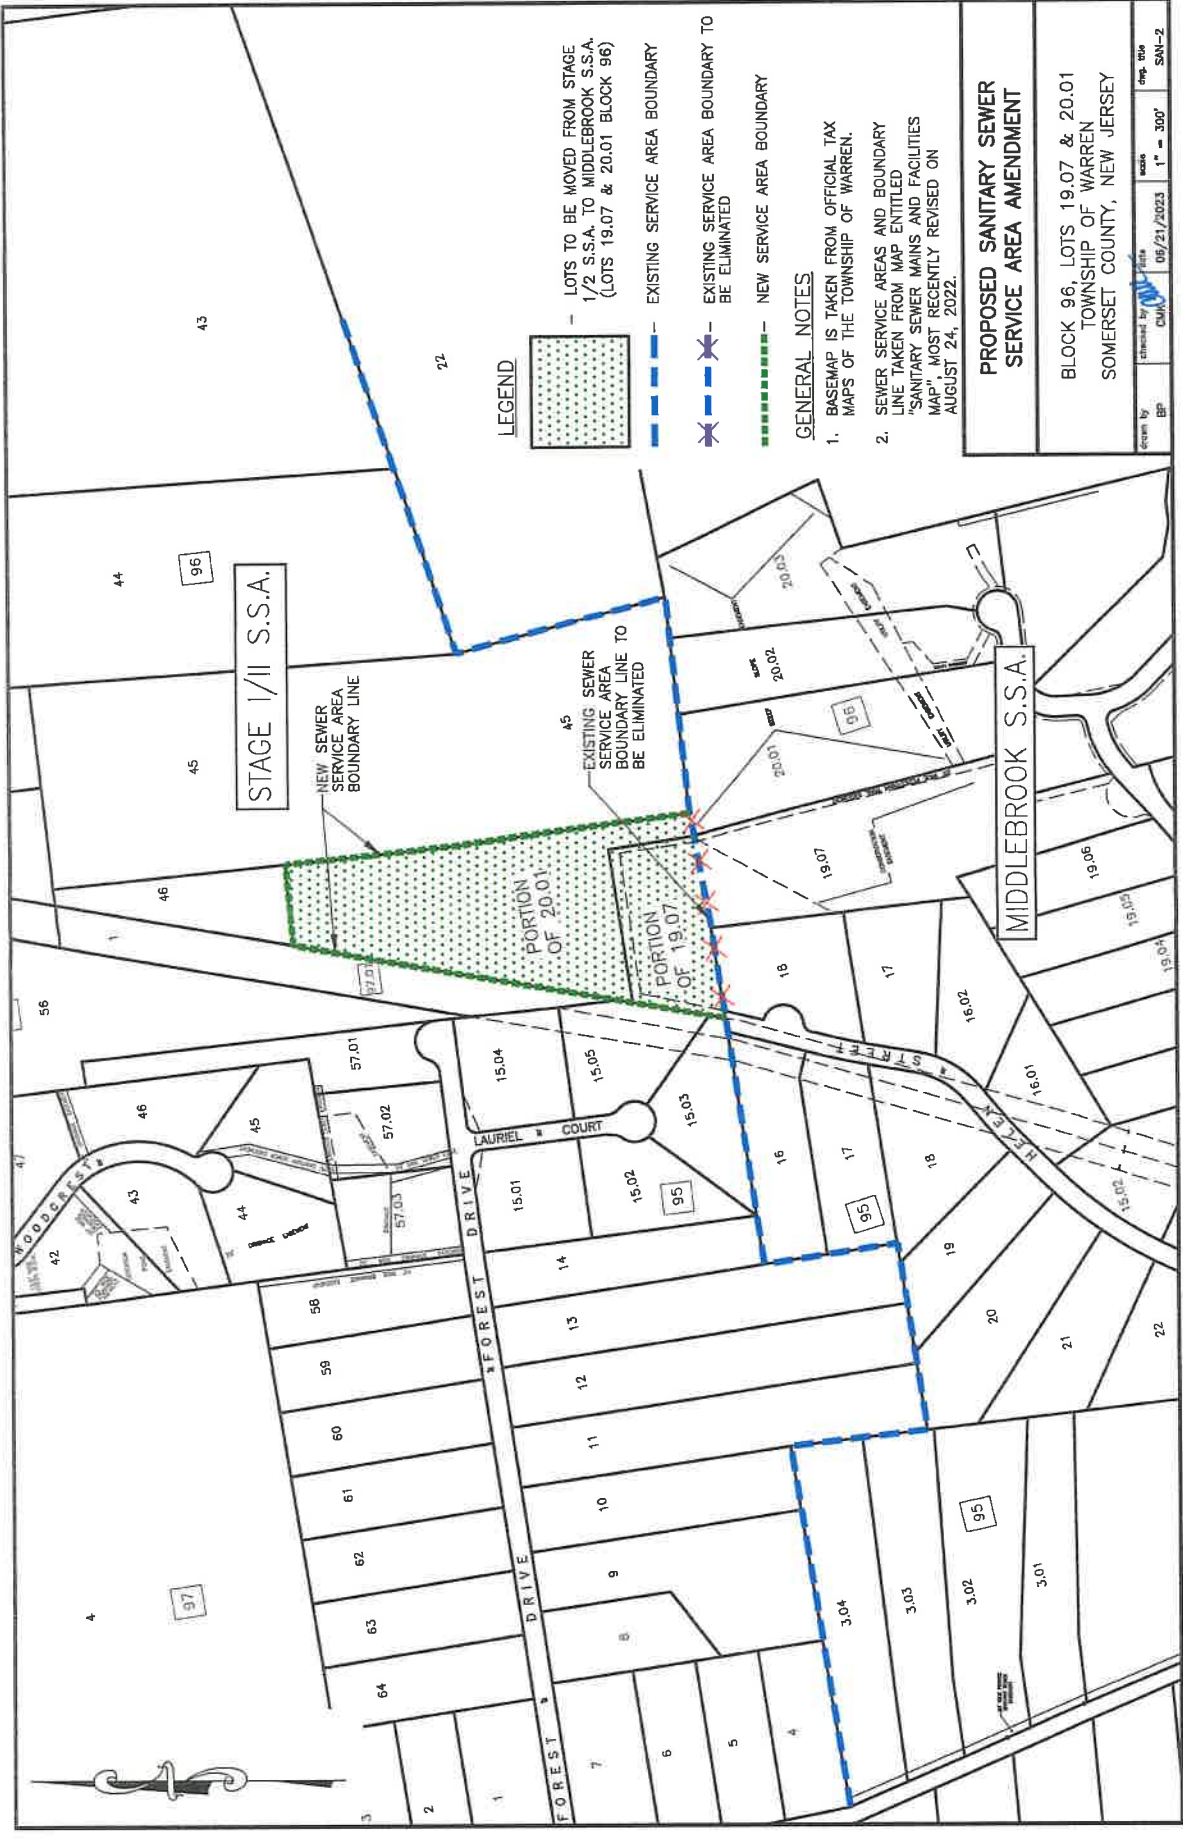 43
22
44
96
45
STAGE I/II S.S.A.
NEW SEWER
SERVICE AREA
BOUNDARY LINE
45
EXISTING SEWER
SERVICE AREA
BOUNDARY LINE TO
BE ELIMINATED
46
1
56
97.01
PORTION
OF 20.01
PORTION
OF 19.07
20.03
20.02
20.01
96
19.07
MIDDLEBROOK S.S.A.
19.06
19.05
19.04
18
17
16.02
16.01
15.02
HELEN STREET
57.01
57.02
57.03
46
45
44
43
42
47
WOODCREST
15.04
15.05
15.03
15.02
15.01
95
LAURIEL COURT
FOREST DRIVE
16
17
18
95
19
20
21
22
14
13
12
11
10
9
8
7
6
5
4
58
59
60
61
62
63
64
4
97
3
2
1
DRIVE
FOREST
3.04
3.03
3.02
3.01
95
LEGEND
- LOTS TO BE MOVED FROM STAGE
1/2 S.S.A. TO MIDDLEBROOK S.S.A.
(LOTS 19.07 & 20.01 BLOCK 96)
- EXISTING SERVICE AREA BOUNDARY
- EXISTING SERVICE AREA BOUNDARY TO
BE ELIMINATED
- NEW SERVICE AREA BOUNDARY
GENERAL NOTES
1. BASEMAP IS TAKEN FROM OFFICIAL TAX
MAPS OF THE TOWNSHIP OF WARREN.
2. SEWER SERVICE AREAS AND BOUNDARY
LINE TAKEN FROM MAP ENTITLED
"SANITARY SEWER MAINS AND FACILITIES
MAP", MOST RECENTLY REVISED ON
AUGUST 24, 2022.
PROPOSED SANITARY SEWER
SERVICE AREA AMENDMENT
BLOCK 96, LOTS 19.07 & 20.01
TOWNSHIP OF WARREN
SOMERSET COUNTY, NEW JERSEY
drawn by
BP
checked by
CMK
date
06/21/2023
scale
1" = 300'
dwg. title
SAN-2